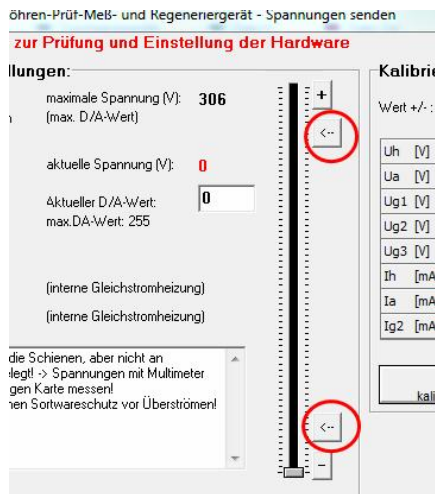 öhren-Prüf-Meß- und Regeneriergerät - Spannungen senden
zur Prüfung und Einstellung der Hardware
llungen:
Kalibrie
maximale Spannung (V): 306
(max. D/A-Wert)
+
<--
Wert +/- :
aktuelle Spannung (V): 0
Aktueller D/A-Wert: 0
max.DA-Wert: 255
Uh [V]
Ua [V]
Ug1 [V]
Ug2 [V]
Ug3 [V]
Ih [mA
Ia [mA
Ig2 [mA
(interne Gleichstromheizung)
(interne Gleichstromheizung)
die Schienen, aber nicht an
elegt! -> Spannungen mit Multimeter
gen Karte messen!
nen Sortwareschutz vor Überströmen!
<--
-
kali